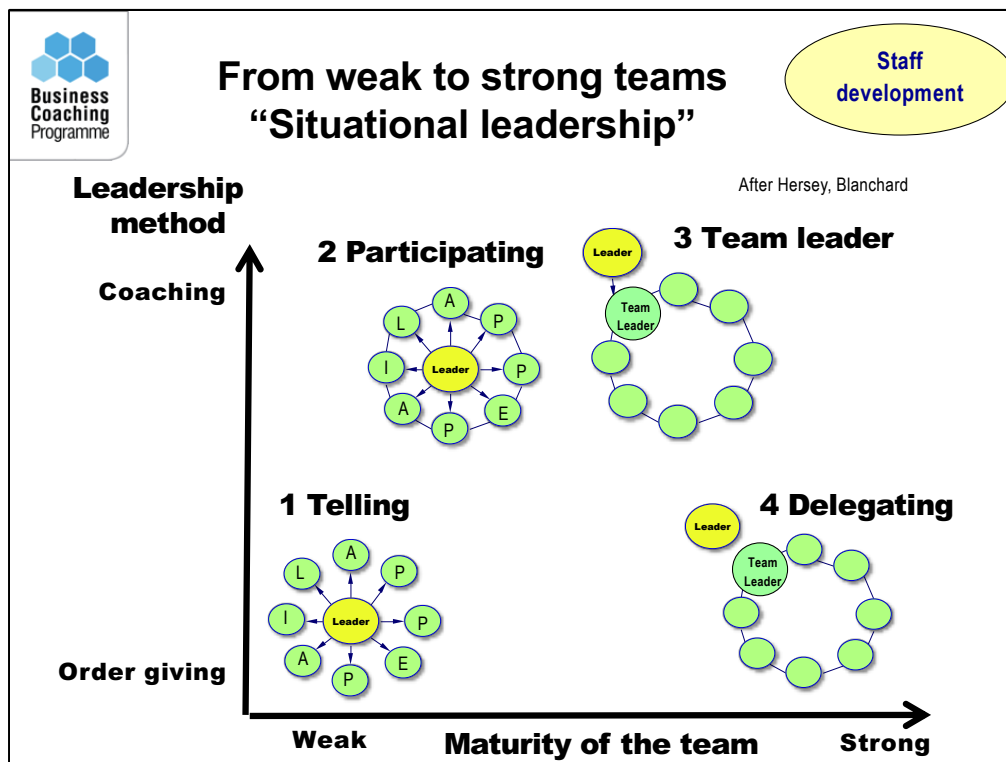 Business
Coaching
Programme
From weak to strong teams
“Situational leadership”
Staff
development
After Hersey, Blanchard
Leadership
method
Coaching
Order giving
2 Participating
A
L
P
I
Leader
P
A
E
P
3 Team leader
Leader
Team
Leader
1 Telling
A
L
P
I
Leader
P
A
E
P
4 Delegating
Leader
Team
Leader
Weak
Maturity of the team
Strong